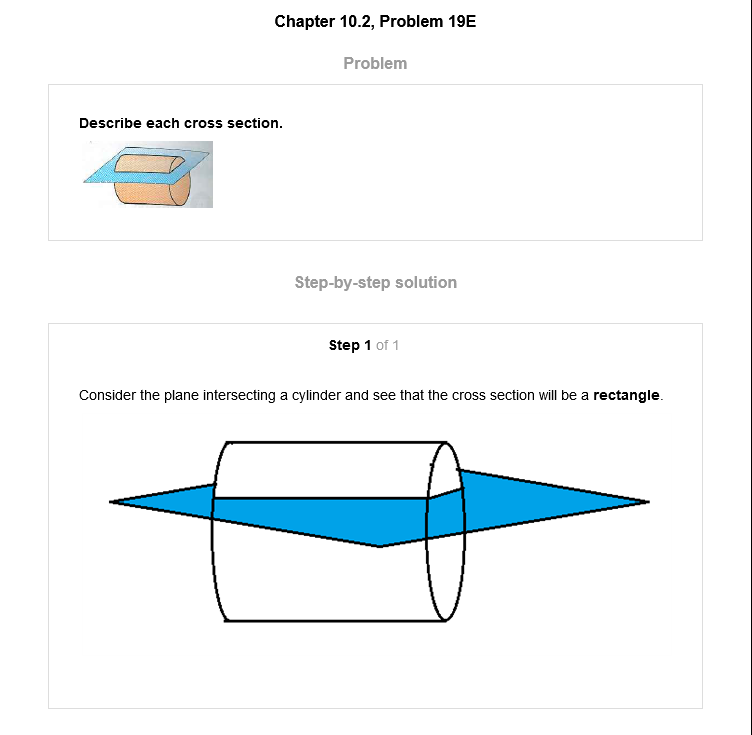 Chapter 10.2, Problem 19E
Problem
Describe each cross section.
Step-by-step solution
Step 1 of 1
Consider the plane intersecting a cylinder and see that the cross section will be a rectangle.